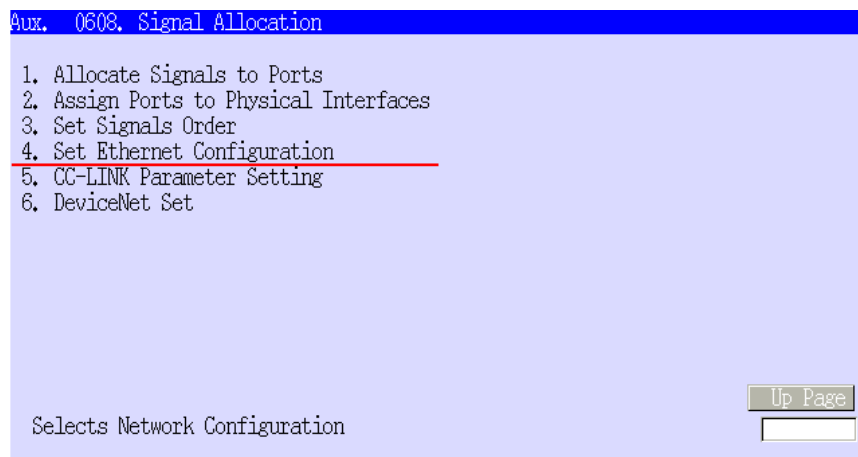 Aux. 0608. Signal Allocation
1. Allocate Signals to Ports
2. Assign Ports to Physical Interfaces
3. Set Signals Order
4. Set Ethernet Configuration
5. CC-LINK Parameter Setting
6. DeviceNet Set
Up Page
Selects Network Configuration